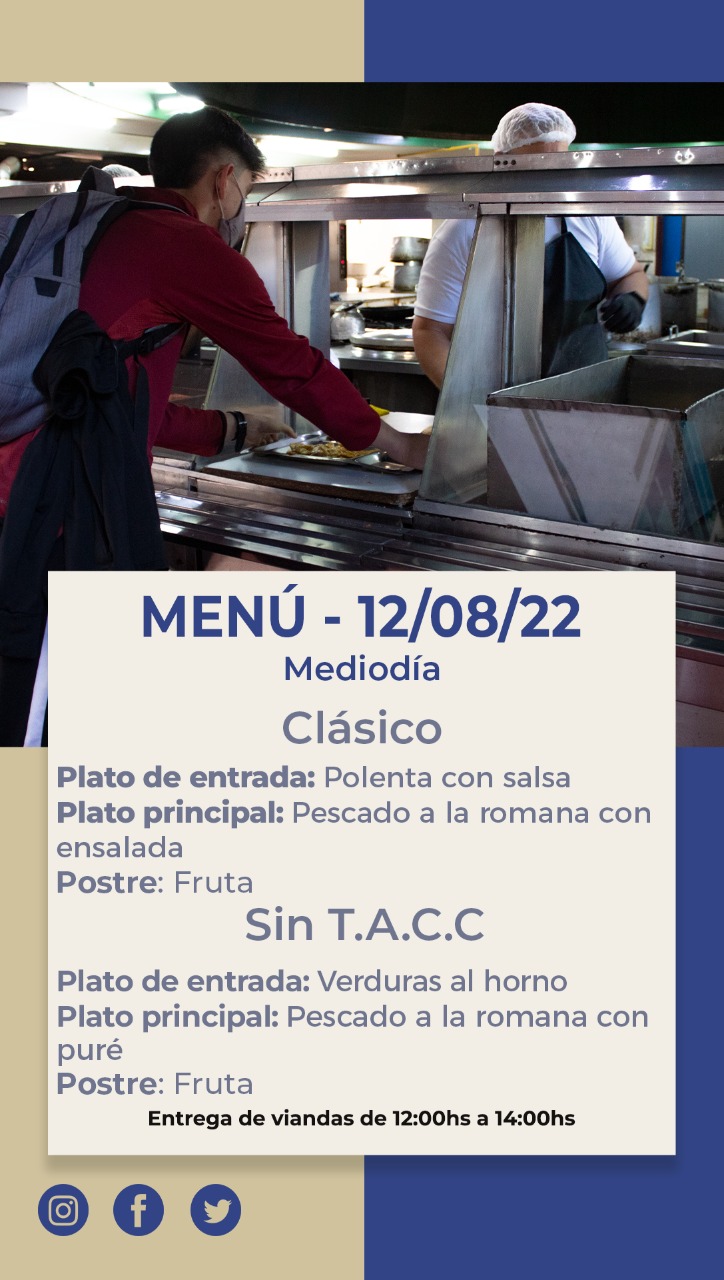 MENÚ - 12/08/22
Mediodía
Clásico
Plato de entrada: Polenta con salsa
Plato principal: Pescado a la romana con
ensalada
Postre: Fruta
Sin T.A.C.C
Plato de entrada: Verduras al horno
Plato principal: Pescado a la romana con
puré
Postre: Fruta
Entrega de viandas de 12:00hs a 14:00hs